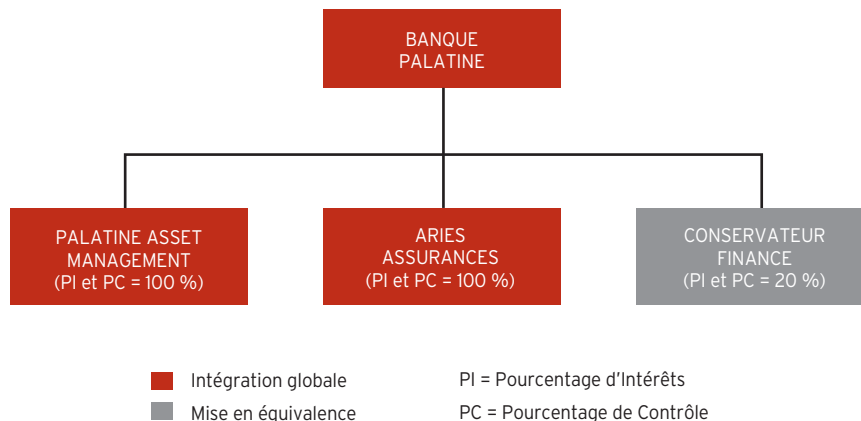 BANQUE
PALATINE
PALATINE ASSET
MANAGEMENT
(PI et PC = 100 %)
ARIES
ASSURANCES
(PI et PC = 100 %)
CONSERVATEUR
FINANCE
(PI et PC = 20 %)
Intégration globale
Mise en équivalence
PI = Pourcentage d'Intérêts
PC = Pourcentage de Contrôle